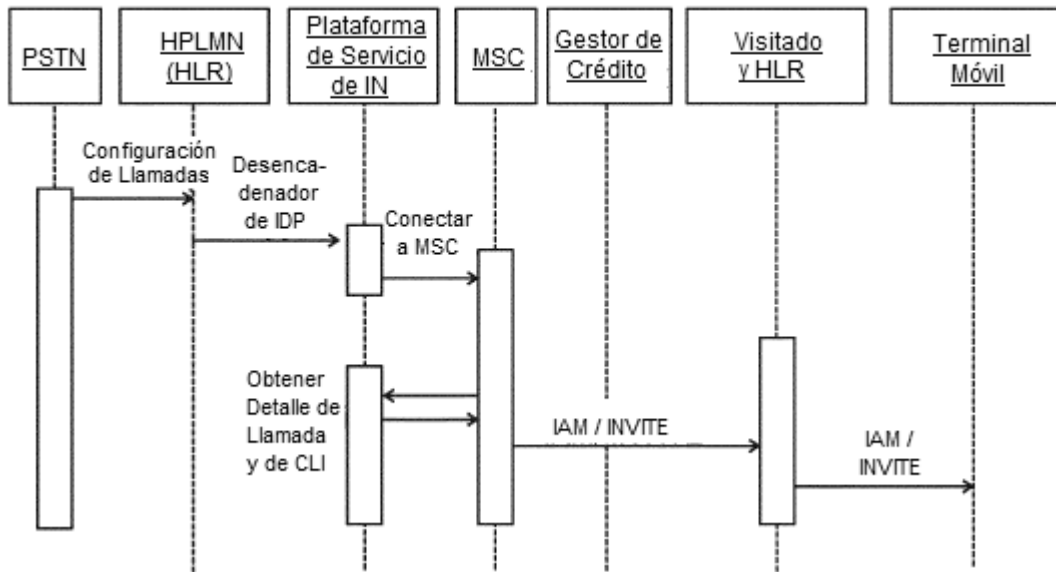 PSTN
HPLMN
(HLR)
Plataforma
de Servicio
de IN
MSC
Gestor de
Crédito
Visitado
y HLR
Terminal
Móvil
Configuración
de Llamadas
Desenca-
denador
de IDP
Conectar
a MSC
Obtener
Detalle de
Llamada
y de CLI
IAM / INVITE
IAM /
INVITE